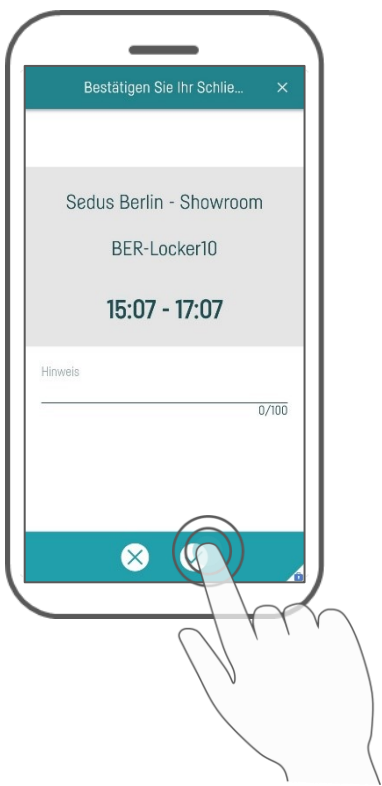 Bestätigen Sie Ihr Schlie...
Sedus Berlin - Showroom
BER-Locker10
15:07 - 17:07
Hinweis
0/100